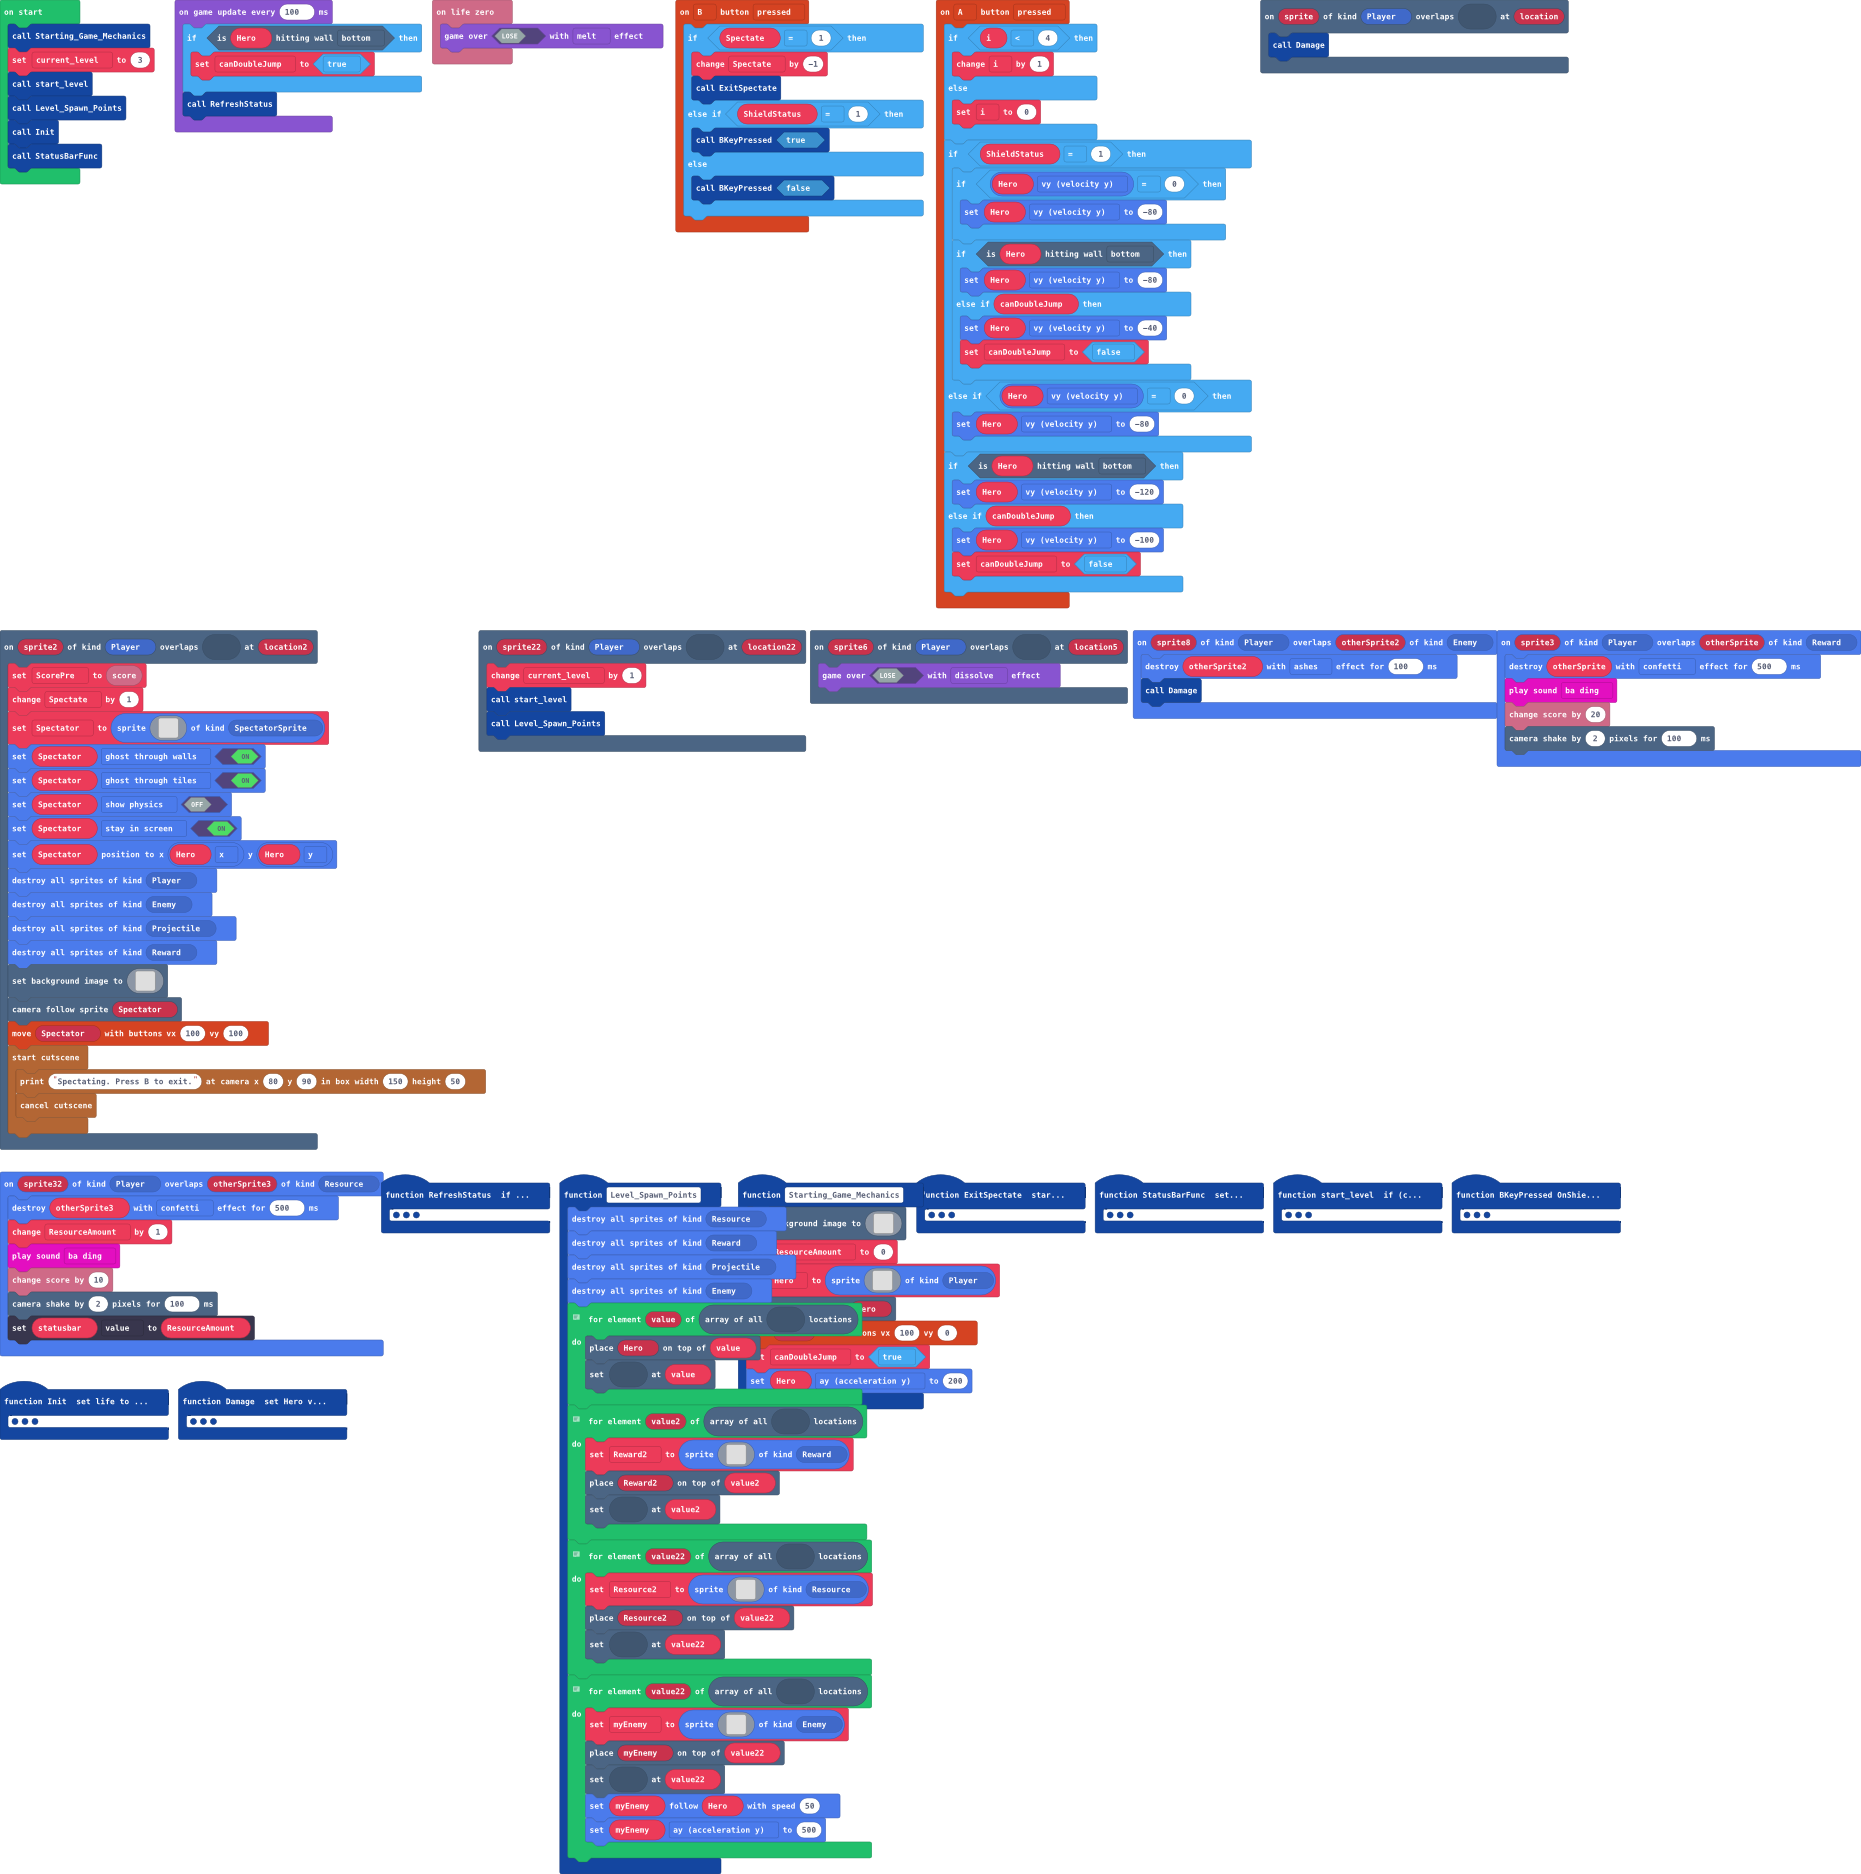 on start
call Starting_Game_Mechanics
set current_level to 3
call start_level
call Level_Spawn_Points
call Init
call StatusBarFunc
on game update every 100 ms
if is Hero hitting wall bottom then
set canDoubleJump to true
call RefreshStatus
on life zero
game over LOSE with melt effect
on B button pressed
if Spectate = 1 then
change Spectate by -1
call ExitSpectate
else if ShieldStatus = 1 then
call BKeyPressed true
else
call BKeyPressed false
on A button pressed
if i < 4 then
change i by 1
else
set i to 0
if ShieldStatus = 1 then
if Hero vy (velocity y) = 0 then
set Hero vy (velocity y) to -80
if is Hero hitting wall bottom then
set Hero vy (velocity y) to -80
else if canDoubleJump then
set Hero vy (velocity y) to -40
set canDoubleJump to false
else if Hero vy (velocity y) = 0 then
set Hero vy (velocity y) to -80
if is Hero hitting wall bottom then
set Hero vy (velocity y) to -120
else if canDoubleJump then
set Hero vy (velocity y) to -100
set canDoubleJump to false
on sprite of kind Player overlaps at location
call Damage
on sprite2 of kind Player overlaps at location2
set ScorePre to score
change Spectate by 1
set Spectator to sprite of kind SpectatorSprite
set Spectator ghost through walls ON
set Spectator ghost through tiles ON
set Spectator show physics OFF
set Spectator stay in screen ON
set Spectator position to x Hero x y Hero y
destroy all sprites of kind Player
destroy all sprites of kind Enemy
destroy all sprites of kind Projectile
destroy all sprites of kind Reward
set background image to
camera follow sprite Spectator
move Spectator with buttons vx 100 vy 100
start cutscene
print "Spectating. Press B to exit." at camera x 80 y 90 in box width 150 height 50
cancel cutscene
on sprite22 of kind Player overlaps at location22
change current_level by 1
call start_level
call Level_Spawn_Points
on sprite6 of kind Player overlaps at location5
game over LOSE with dissolve effect
on sprite8 of kind Player overlaps otherSprite2 of kind Enemy
destroy otherSprite2 with ashes effect for 100 ms
call Damage
on sprite3 of kind Player overlaps otherSprite of kind Reward
destroy otherSprite with confetti effect for 500 ms
play sound ba ding
change score by 20
camera shake by 2 pixels for 100 ms
on sprite32 of kind Player overlaps otherSprite3 of kind Resource
destroy otherSprite3 with confetti effect for 500 ms
change ResourceAmount by 1
play sound ba ding
change score by 10
camera shake by 2 pixels for 100 ms
set statusbar value to ResourceAmount
function RefreshStatus if ...
function Level_Spawn_Points
destroy all sprites of kind Resource
destroy all sprites of kind Reward
destroy all sprites of kind Projectile
destroy all sprites of kind Enemy
for element value of array of all locations
do
place Hero on top of value
set at value
for element value2 of array of all locations
do
set Reward2 to sprite of kind Reward
place Reward2 on top of value2
set at value2
for element value22 of array of all locations
do
set Resource2 to sprite of kind Resource
place Resource2 on top of value22
set at value22
for element value22 of array of all locations
do
set myEnemy to sprite of kind Enemy
place myEnemy on top of value22
set at value22
set myEnemy follow Hero with speed 50
set myEnemy ay (acceleration y) to 500
function Starting_Game_Mechanics
image to
to 0
to sprite of kind Player
vx 100 vy 0
canDoubleJump to true
set Hero ay (acceleration y) to 200
function ExitSpectate star...
function StatusBarFunc set...
function start_level if (c...
function BKeyPressed OnShie...
function Init set life to ...
function Damage set Hero v...